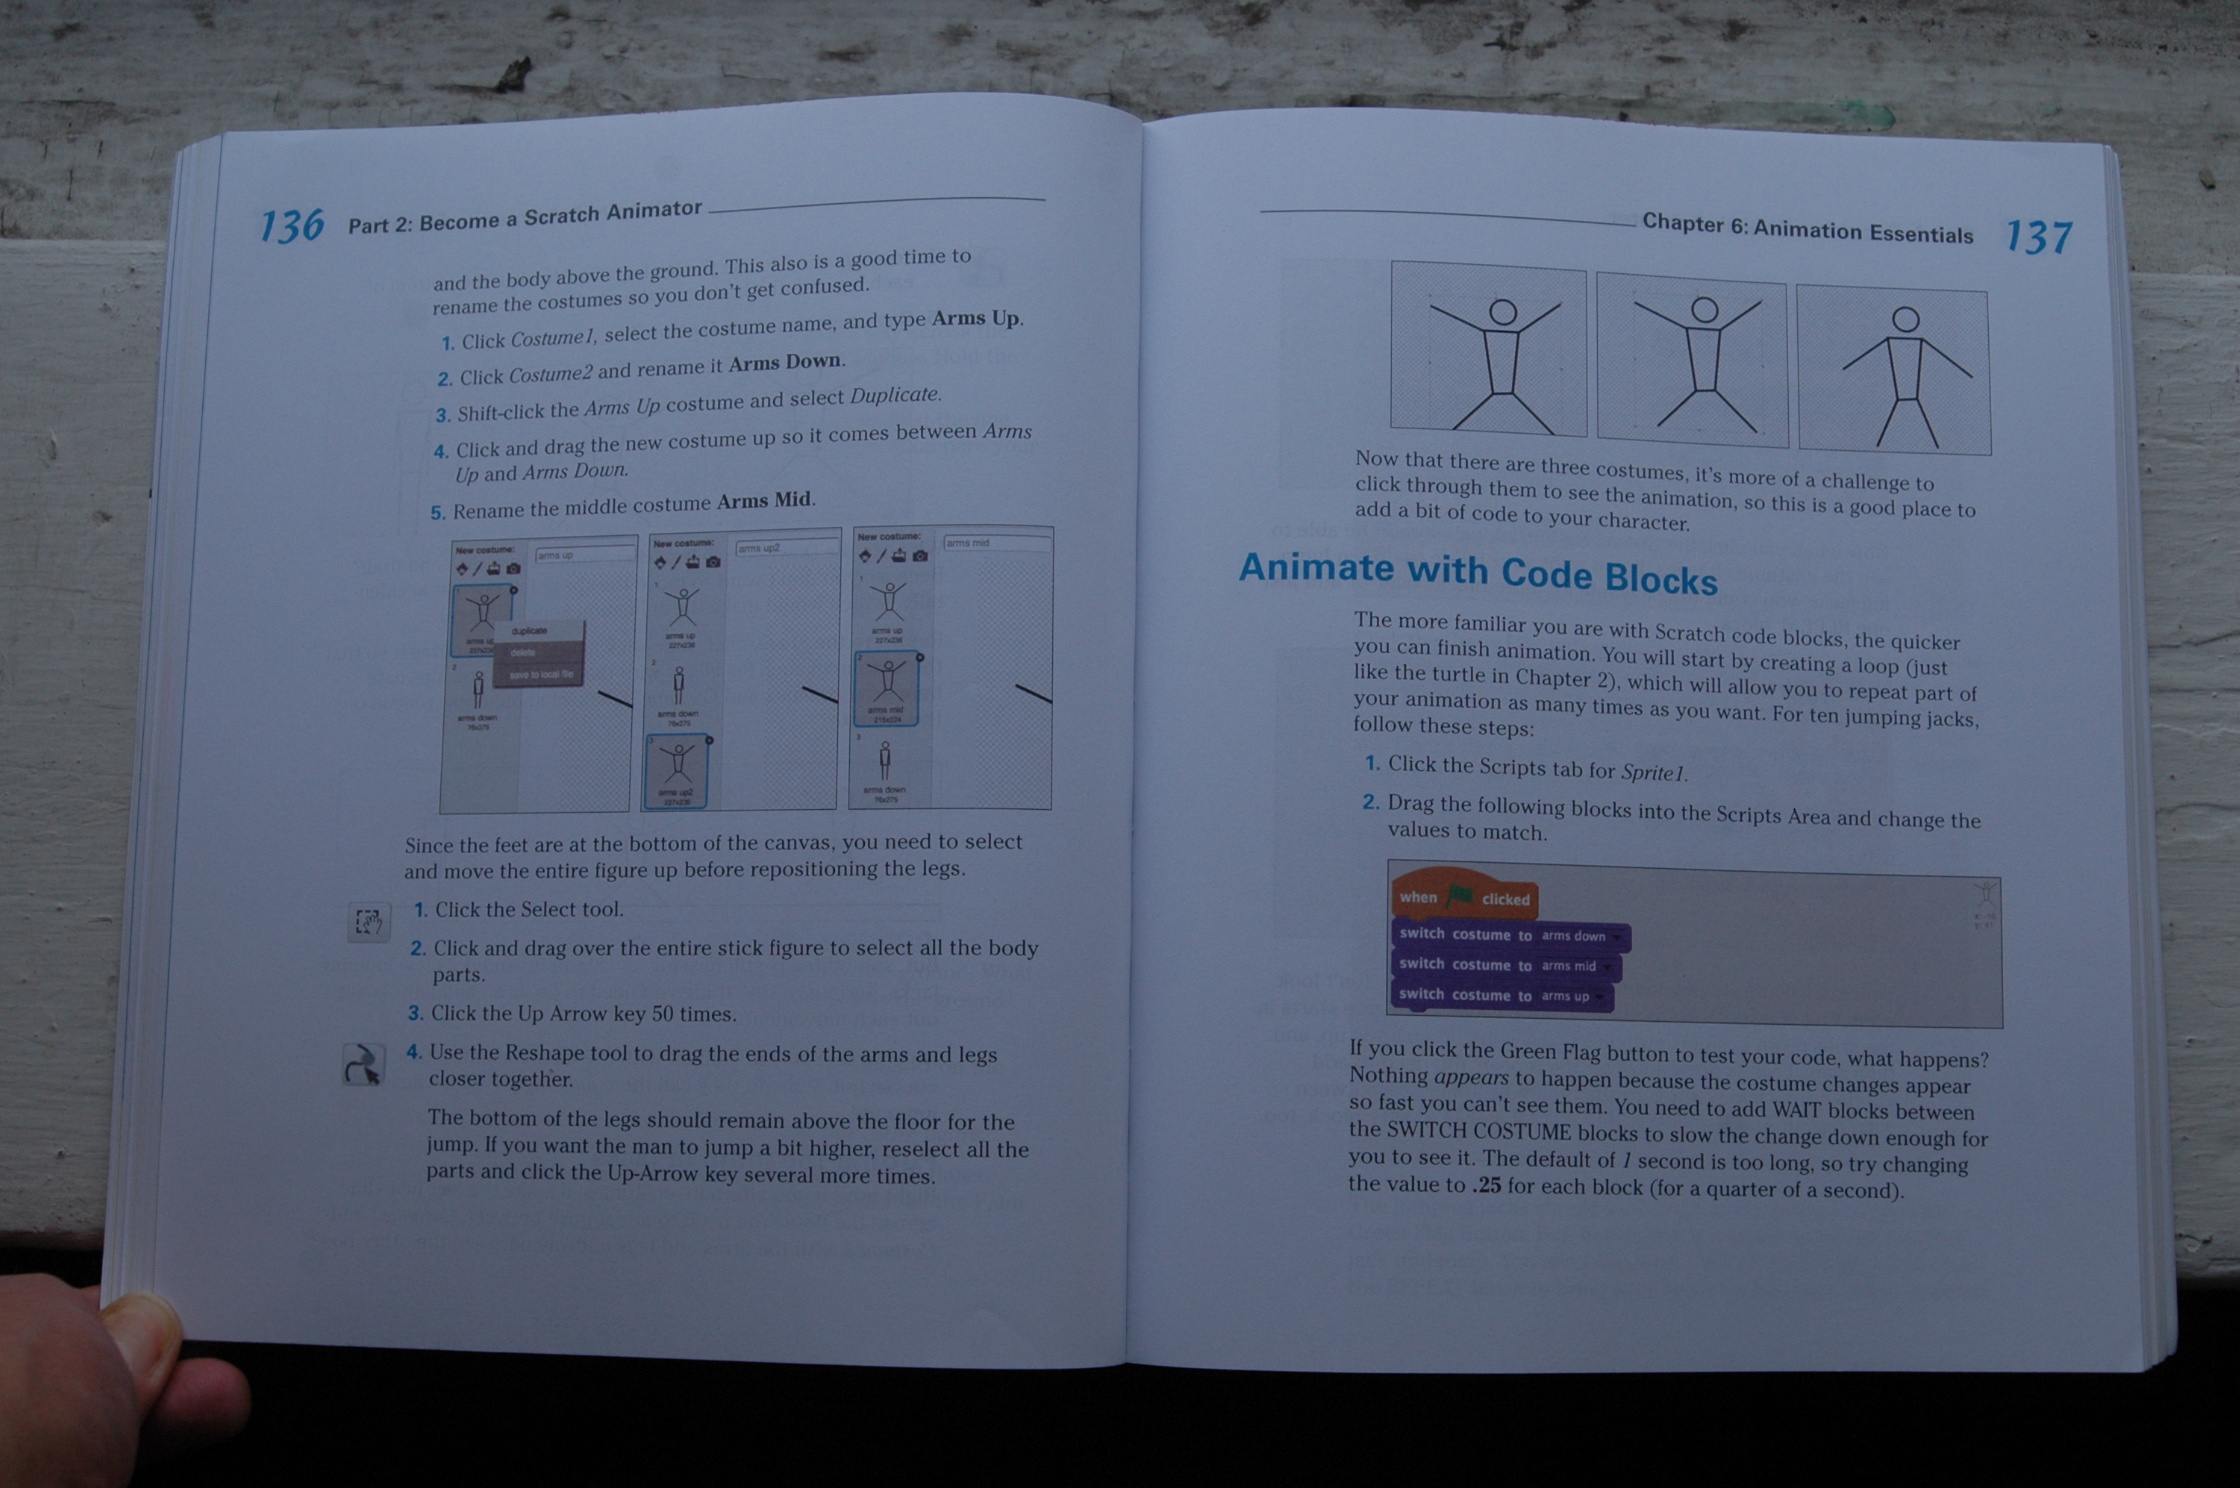 136 Part 2: Become a Scratch Animator
and the body above the ground. This also is a good time to
rename the costumes so you don't get confused.
1. Click Costume1, select the costume name, and type Arms Up.
2. Click Costume2 and rename it Arms Down.
3. Shift-click the Arms Up costume and select Duplicate.
4. Click and drag the new costume up so it comes between Arms
Up and Arms Down.
5. Rename the middle costume Arms Mid.
New costume:
arms up
1
arms up
duplicate
delete
save to local file
2
arms down
76x275
New costume:
arms up2
1
arms up
227x236
2
arms down
76x275
3
arms up2
227x236
New costume:
arms mid
1
arms up
227x236
2
arms mid
3
arms down
76x275
Since the feet are at the bottom of the canvas, you need to select
and move the entire figure up before repositioning the legs.
1. Click the Select tool.
2. Click and drag over the entire stick figure to select all the body
parts.
3. Click the Up Arrow key 50 times.
4. Use the Reshape tool to drag the ends of the arms and legs
closer together.
The bottom of the legs should remain above the floor for the
jump. If you want the man to jump a bit higher, reselect all the
parts and click the Up-Arrow key several more times.
Chapter 6: Animation Essentials 137
Now that there are three costumes, it's more of a challenge to
click through them to see the animation, so this is a good place to
add a bit of code to your character.
Animate with Code Blocks
The more familiar you are with Scratch code blocks, the quicker
you can finish animation. You will start by creating a loop (just
like the turtle in Chapter 2), which will allow you to repeat part of
your animation as many times as you want. For ten jumping jacks,
follow these steps:
1. Click the Scripts tab for Sprite1.
2. Drag the following blocks into the Scripts Area and change the
values to match.
when clicked
switch costume to arms down
switch costume to arms mid
switch costume to arms up
If you click the Green Flag button to test your code, what happens?
Nothing appears to happen because the costume changes appear
so fast you can't see them. You need to add WAIT blocks between
the SWITCH COSTUME blocks to slow the change down enough for
you to see it. The default of 1 second is too long, so try changing
the value to .25 for each block (for a quarter of a second).